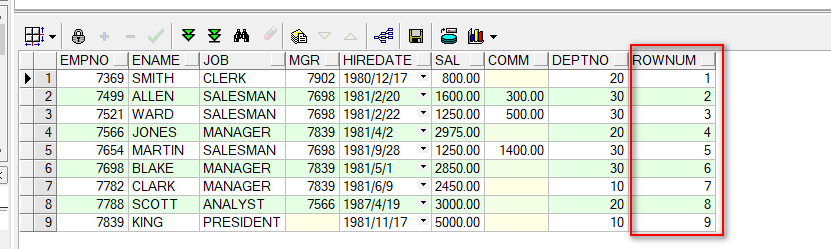 EMPNO ENAME JOB MGR HIREDATE SAL COMM DEPTNO ROWNUM
1 7369 SMITH CLERK 7902 1980/12/17 800.00 20 1
2 7499 ALLEN SALESMAN 7698 1981/2/20 1600.00 300.00 30 2
3 7521 WARD SALESMAN 7698 1981/2/22 1250.00 500.00 30 3
4 7566 JONES MANAGER 7839 1981/4/2 2975.00 20 4
5 7654 MARTIN SALESMAN 7698 1981/9/28 1250.00 1400.00 30 5
6 7698 BLAKE MANAGER 7839 1981/5/1 2850.00 30 6
7 7782 CLARK MANAGER 7839 1981/6/9 2450.00 10 7
8 7788 SCOTT ANALYST 7566 1987/4/19 3000.00 20 8
9 7839 KING PRESIDENT 1981/11/17 5000.00 10 9